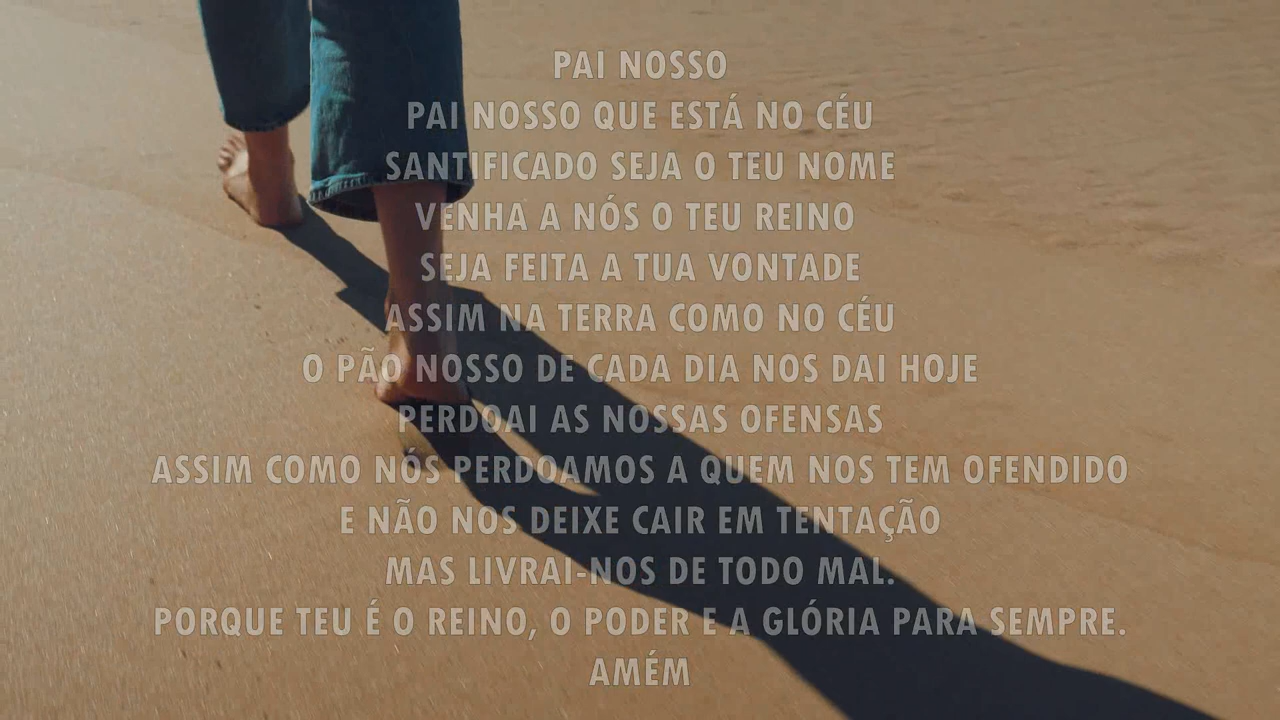 PAI NOSSO
PAI NOSSO QUE ESTÁ NO CÉU
SANTIFICADO SEJA O TEU NOME
VENHA A NÓS O TEU REINO
SEJA FEITA A TUA VONTADE
ASSIM NA TERRA COMO NO CÉU
O PÃO NOSSO DE CADA DIA NOS DAI HOJE
PERDOAI AS NOSSAS OFENSAS
ASSIM COMO NÓS PERDOAMOS A QUEM NOS TEM OFENDIDO
E NÃO NOS DEIXE CAIR EM TENTAÇÃO
MAS LIVRAI-NOS DE TODO MAL.
PORQUE TEU É O REINO, O PODER E A GLÓRIA PARA SEMPRE.
AMÉM